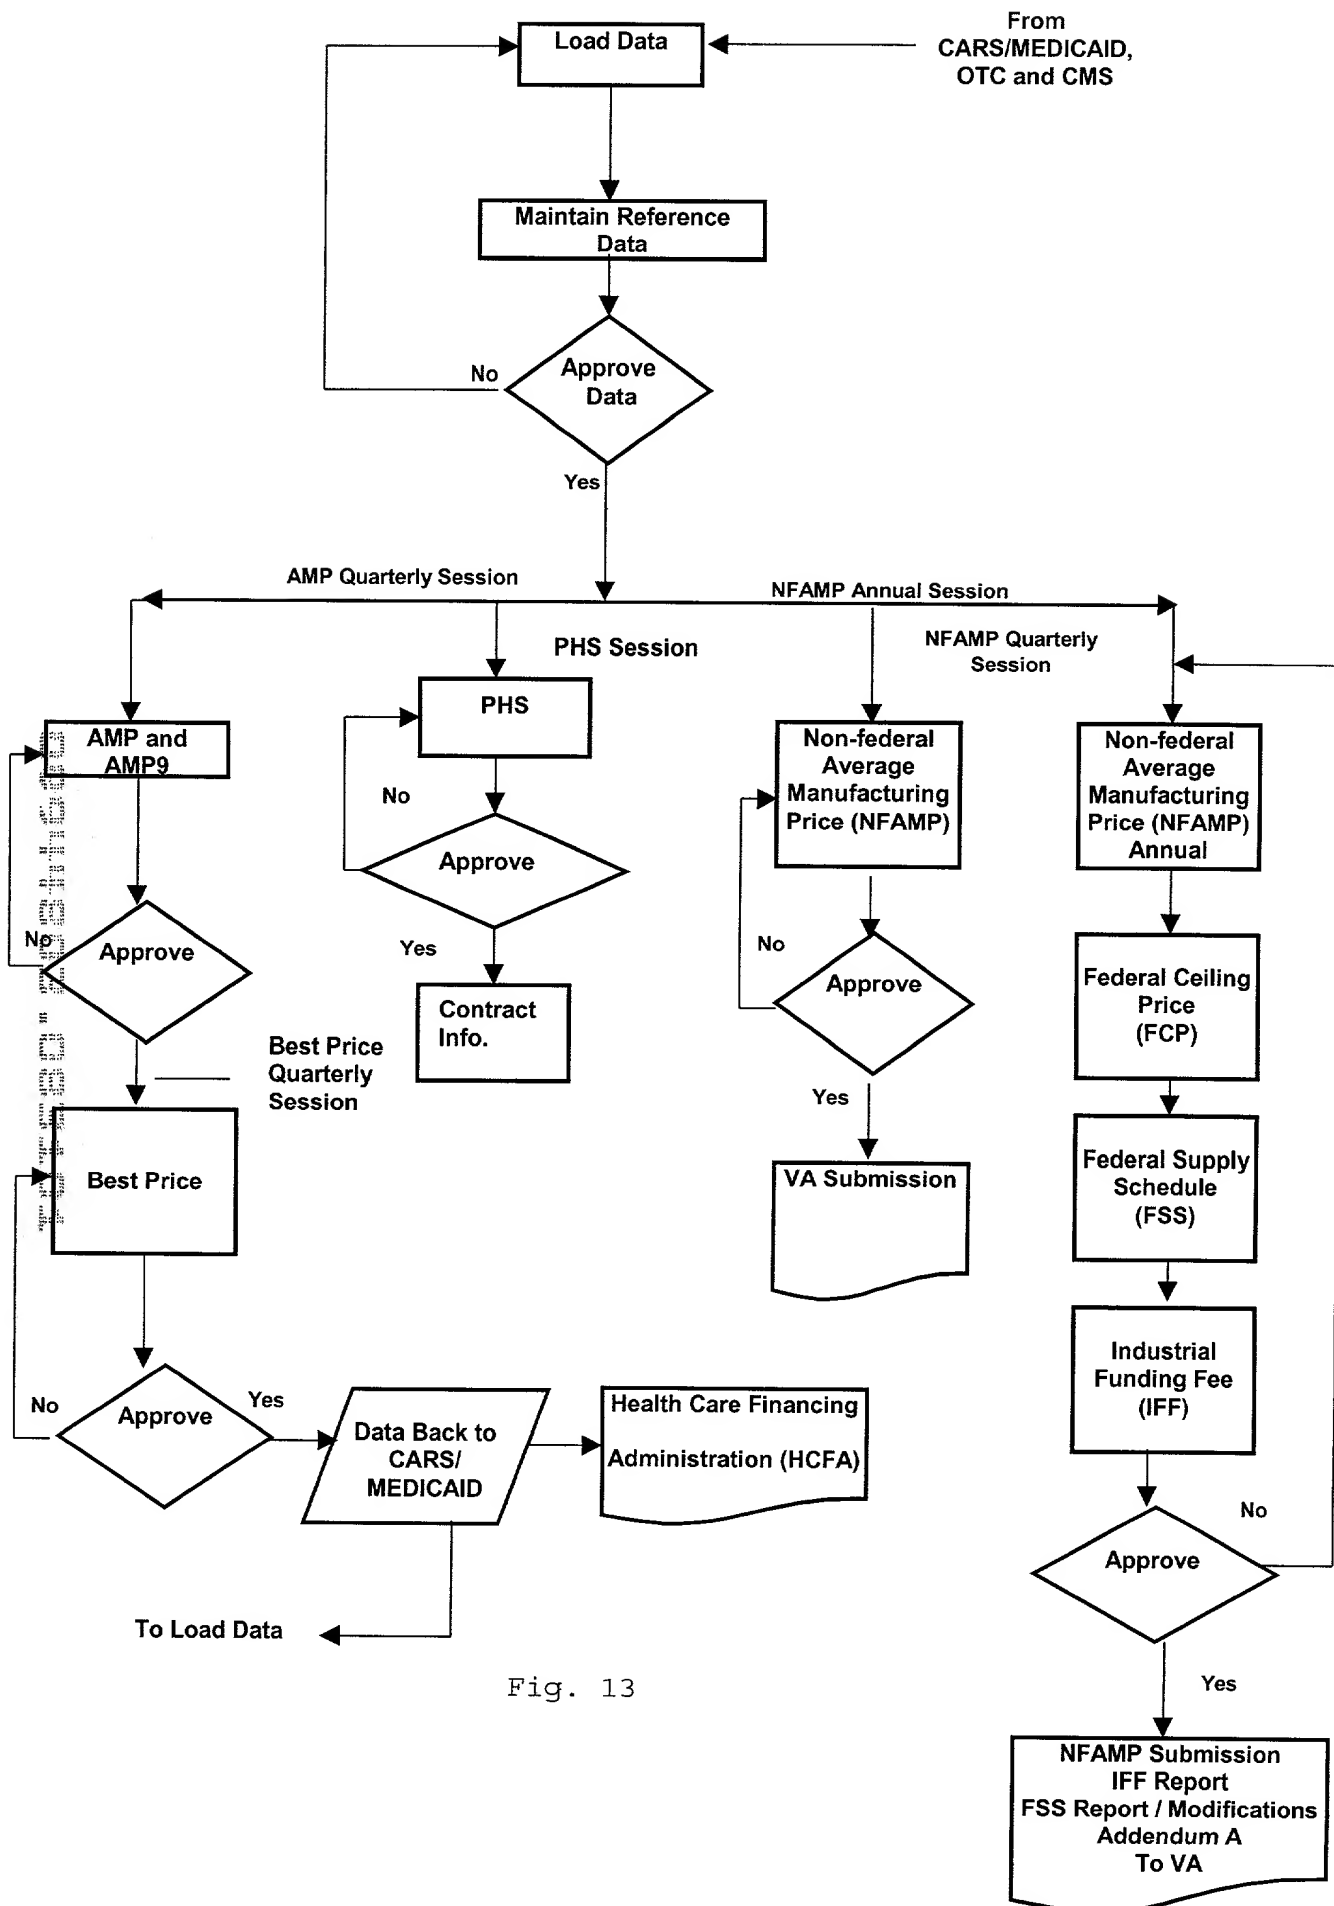 From
CARS/MEDICAID,
OTC and CMS
Load Data
Maintain Reference
Data
Approve
Data
No
Yes
AMP Quarterly Session
NFAMP Annual Session
PHS Session
NFAMP Quarterly
Session
AMP and
AMP9
No
Approve
Best Price
Quarterly
Session
Best Price
No
Approve
Yes
Data Back to
CARS/
MEDICAID
Health Care Financing
Administration (HCFA)
To Load Data
PHS
No
Approve
Yes
Contract
Info.
Non-federal
Average
Manufacturing
Price (NFAMP)
No
Approve
Yes
VA Submission
Non-federal
Average
Manufacturing
Price (NFAMP)
Annual
Federal Ceiling
Price
(FCP)
Federal Supply
Schedule
(FSS)
Industrial
Funding Fee
(IFF)
No
Approve
Yes
NFAMP Submission
IFF Report
FSS Report / Modifications
Addendum A
To VA
Fig. 13